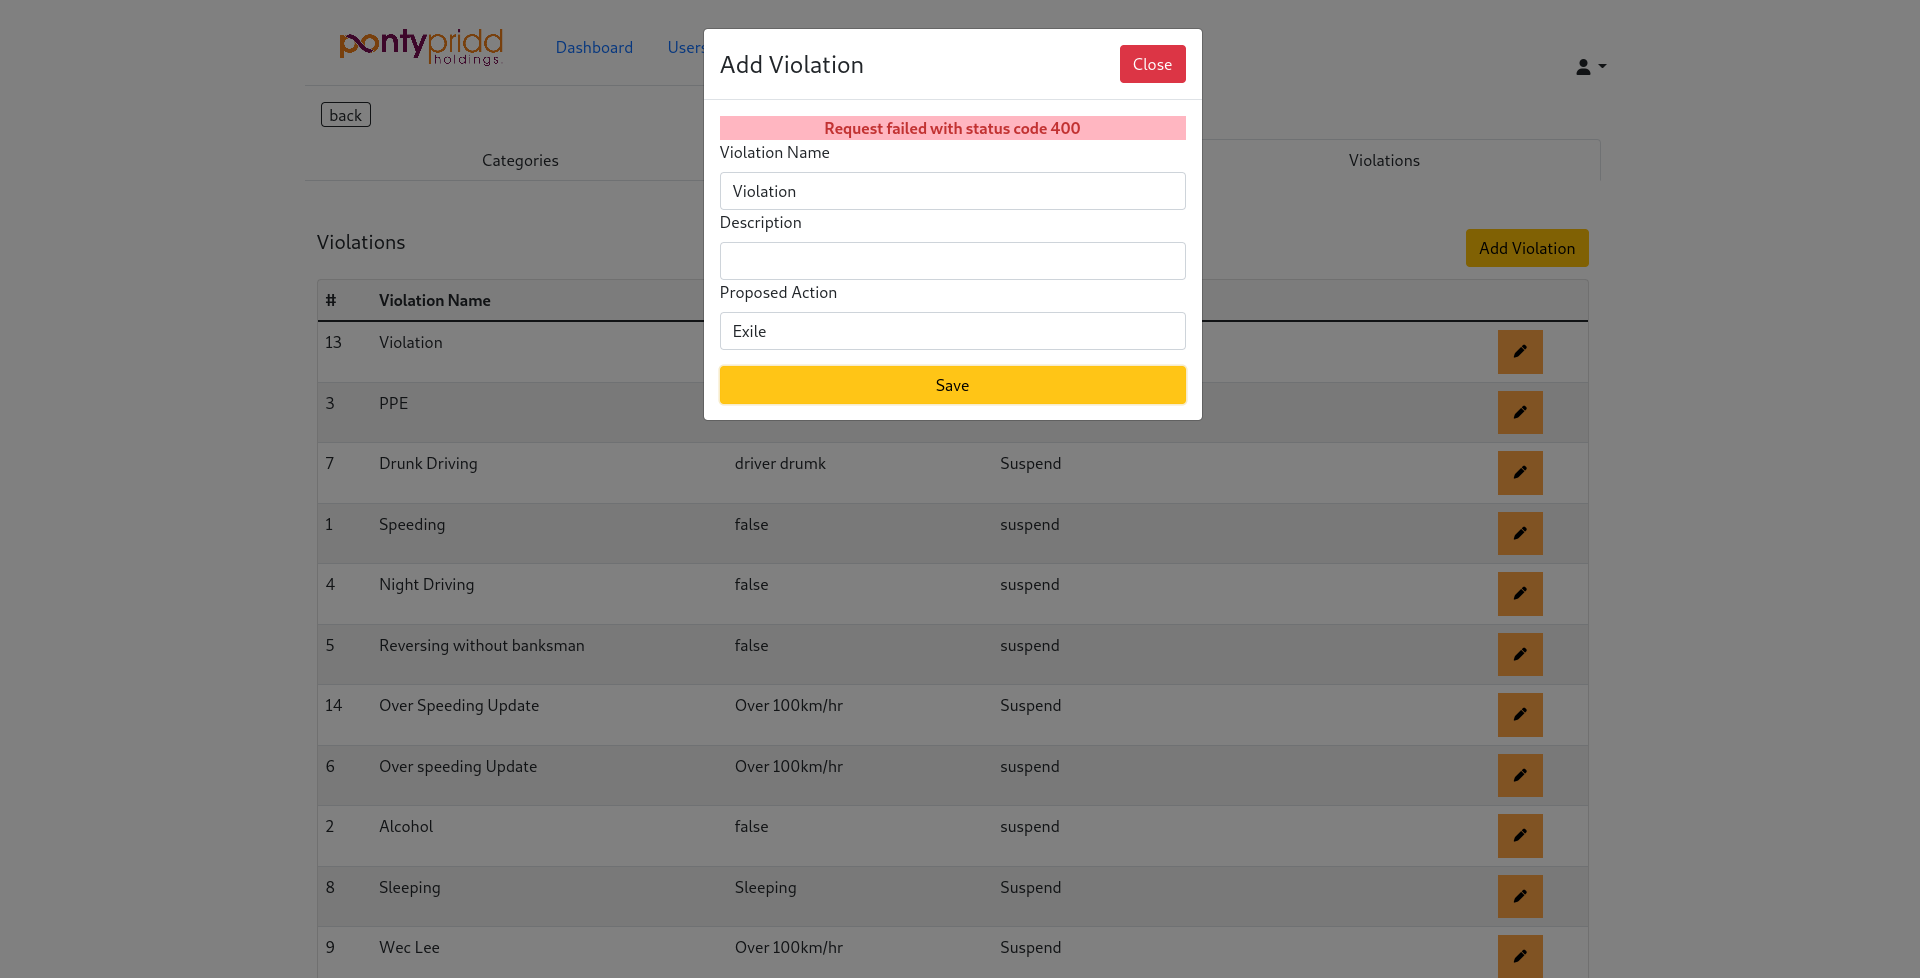 pontypridd
holdings.
Dashboard
Users
back
Categories
Violations
Violations
Add Violation
# Violation Name
13 Violation
3 PPE
7 Drunk Driving driver drumk Suspend
1 Speeding false suspend
4 Night Driving false suspend
5 Reversing without banksman false suspend
14 Over Speeding Update Over 100km/hr Suspend
6 Over speeding Update Over 100km/hr suspend
2 Alcohol false suspend
8 Sleeping Sleeping Suspend
9 Wec Lee Over 100km/hr Suspend
Add Violation
Close
Request failed with status code 400
Violation Name
Violation
Description
Proposed Action
Exile
Save